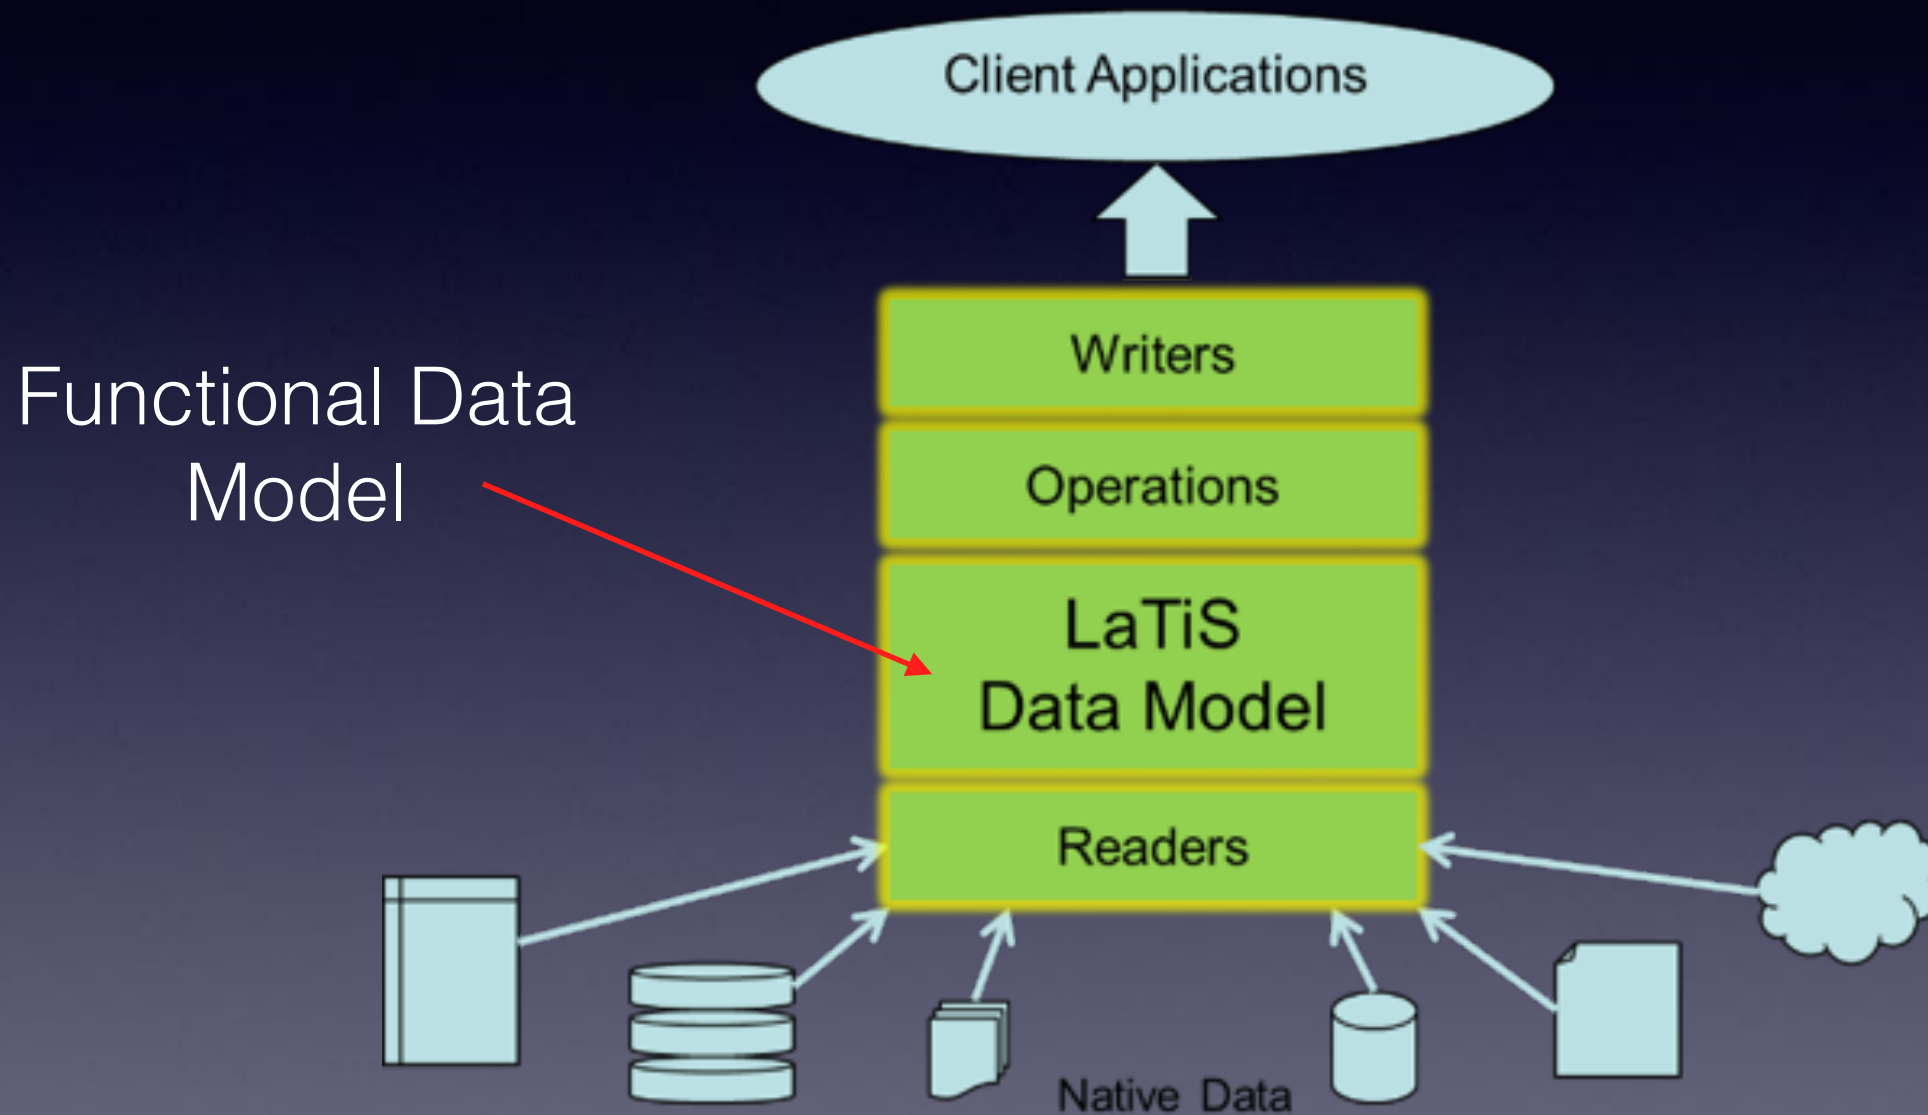 Client Applications
Writers
Functional Data
Model
Operations
LaTiS
Data Model
Readers
Native Data